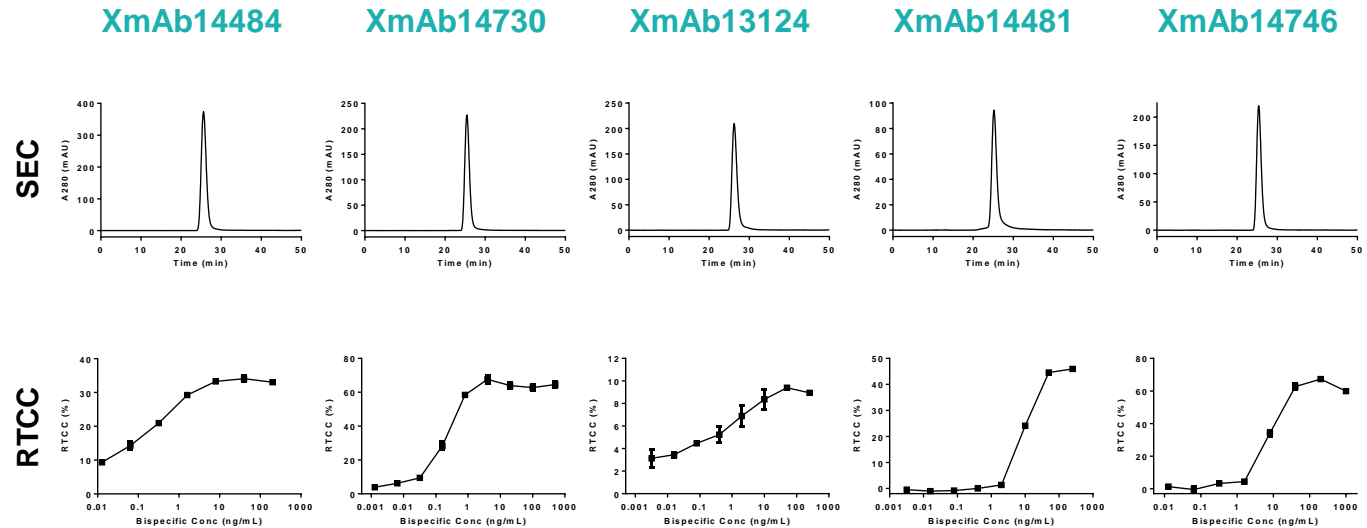 XmAb14484 XmAb14730 XmAb13124 XmAb14481 XmAb14746
SEC
A280 (mAU)
400
300
200
100
0
0 10 20 30 40 50
Time (min)
A280 (mAU)
250
200
150
100
50
0
0 10 20 30 40 50
Time (min)
A280 (mAU)
300
200
100
0
0 10 20 30 40 50
Time (min)
A280 (mAU)
100
80
60
40
20
0
0 10 20 30 40 50
Time (min)
A280 (mAU)
200
150
100
50
0
0 10 20 30 40 50
Time (min)
RTCC
RTCC (%)
40
30
20
10
0
0.01 0.1 1 10 100 1000
Bispecific Conc (ng/mL)
RTCC (%)
80
60
40
20
0
0.001 0.01 0.1 1 10 100 1000
Bispecific Conc (ng/mL)
RTCC (%)
12
10
8
6
4
2
0
0.001 0.01 0.1 1 10 100 1000
Bispecific Conc (ng/mL)
RTCC (%)
50
40
30
20
10
0
0.001 0.01 0.1 1 10 100 1000
Bispecific Conc (ng/mL)
RTCC (%)
80
60
40
20
0
0.01 0.1 1 10 100 1000
Bispecific Conc (ng/mL)